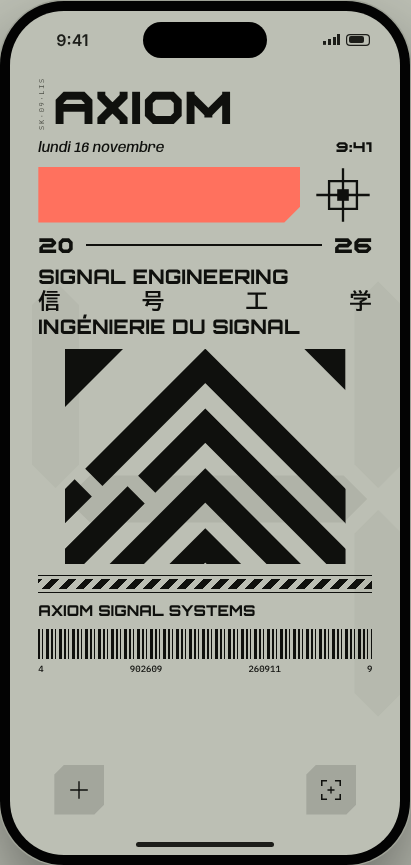 9:41
SK-09-LIS
AXIOM
lundi 16 novembre 9:41
20 26
SIGNAL ENGINEERING
信 号 工 学
INGÉNIERIE DU SIGNAL
AXIOM SIGNAL SYSTEMS
4 902609 260911 9